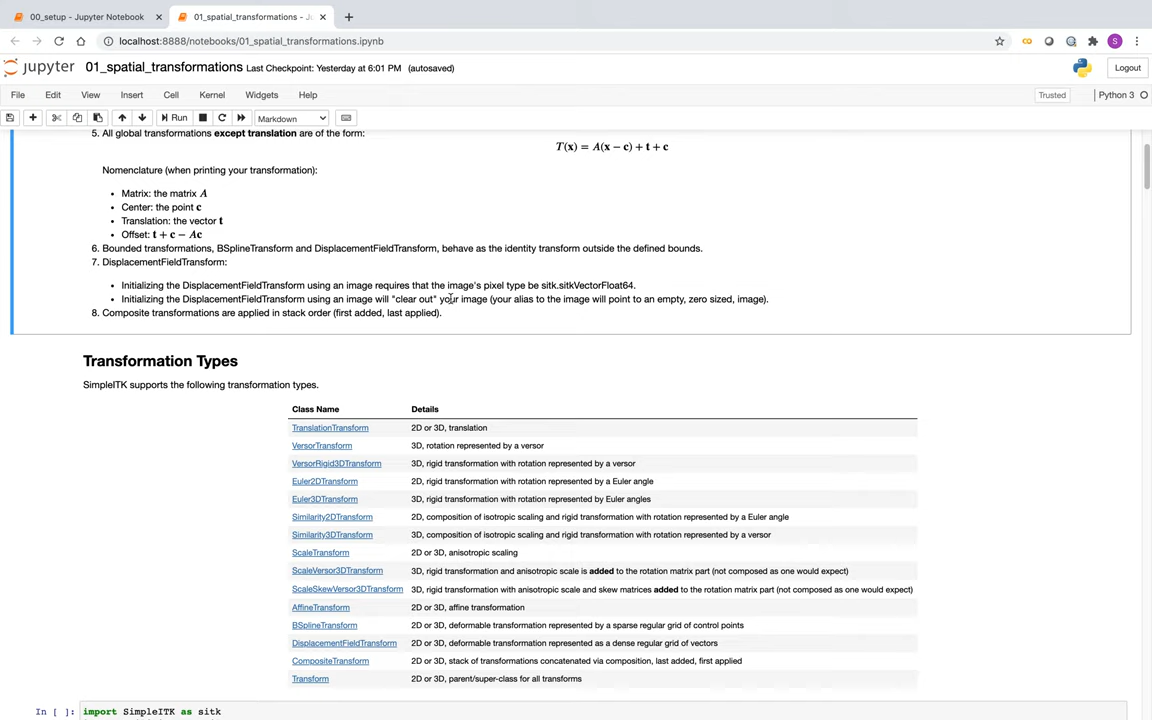 00_setup - Jupyter Notebook
01_spatial_transformations - J
localhost:8888/notebooks/01_spatial_transformations.ipynb
S
jupyter 01_spatial_transformations Last Checkpoint: Yesterday at 6:01 PM (autosaved)
Logout
File Edit View Insert Cell Kernel Widgets Help
Trusted Python 3
Run
Markdown
5. All global transformations except translation are of the form:
T(x) = A(x − c) + t + c
Nomenclature (when printing your transformation):
• Matrix: the matrix A
• Center: the point c
• Translation: the vector t
• Offset: t + c − Ac
6. Bounded transformations, BSplineTransform and DisplacementFieldTransform, behave as the identity transform outside the defined bounds.
7. DisplacementFieldTransform:
• Initializing the DisplacementFieldTransform using an image requires that the image's pixel type be sitk.sitkVectorFloat64.
• Initializing the DisplacementFieldTransform using an image will "clear out" your image (your alias to the image will point to an empty, zero sized, image).
8. Composite transformations are applied in stack order (first added, last applied).
Transformation Types
SimpleITK supports the following transformation types.
Class Name Details
TranslationTransform 2D or 3D, translation
VersorTransform 3D, rotation represented by a versor
VersorRigid3DTransform 3D, rigid transformation with rotation represented by a versor
Euler2DTransform 2D, rigid transformation with rotation represented by a Euler angle
Euler3DTransform 3D, rigid transformation with rotation represented by Euler angles
Similarity2DTransform 2D, composition of isotropic scaling and rigid transformation with rotation represented by a Euler angle
Similarity3DTransform 3D, composition of isotropic scaling and rigid transformation with rotation represented by a versor
ScaleTransform 2D or 3D, anisotropic scaling
ScaleVersor3DTransform 3D, rigid transformation and anisotropic scale is added to the rotation matrix part (not composed as one would expect)
ScaleSkewVersor3DTransform 3D, rigid transformation with anisotropic scale and skew matrices added to the rotation matrix part (not composed as one would expect)
AffineTransform 2D or 3D, affine transformation
BSplineTransform 2D or 3D, deformable transformation represented by a sparse regular grid of control points
DisplacementFieldTransform 2D or 3D, deformable transformation represented as a dense regular grid of vectors
CompositeTransform 2D or 3D, stack of transformations concatenated via composition, last added, first applied
Transform 2D or 3D, parent/super-class for all transforms
In [ ]: import SimpleITK as sitk